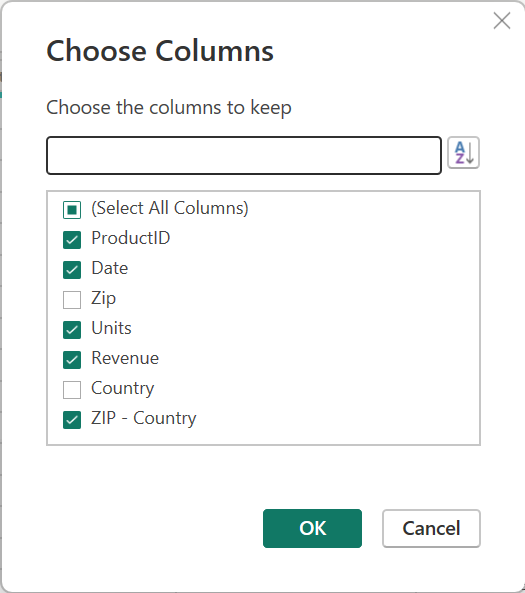 Choose Columns
Choose the columns to keep
A
Z
(Select All Columns)
ProductID
Date
Zip
Units
Revenue
Country
ZIP - Country
OK
Cancel